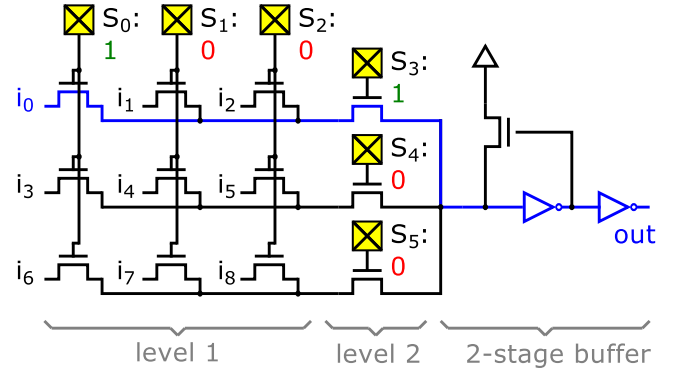 S₀: S₁: S₂:
1 0 0
S₃:
1
i₀ i₁ i₂
S₄:
0
i₃ i₄ i₅
S₅:
0
out
i₆ i₇ i₈
level 1 level 2 2-stage buffer